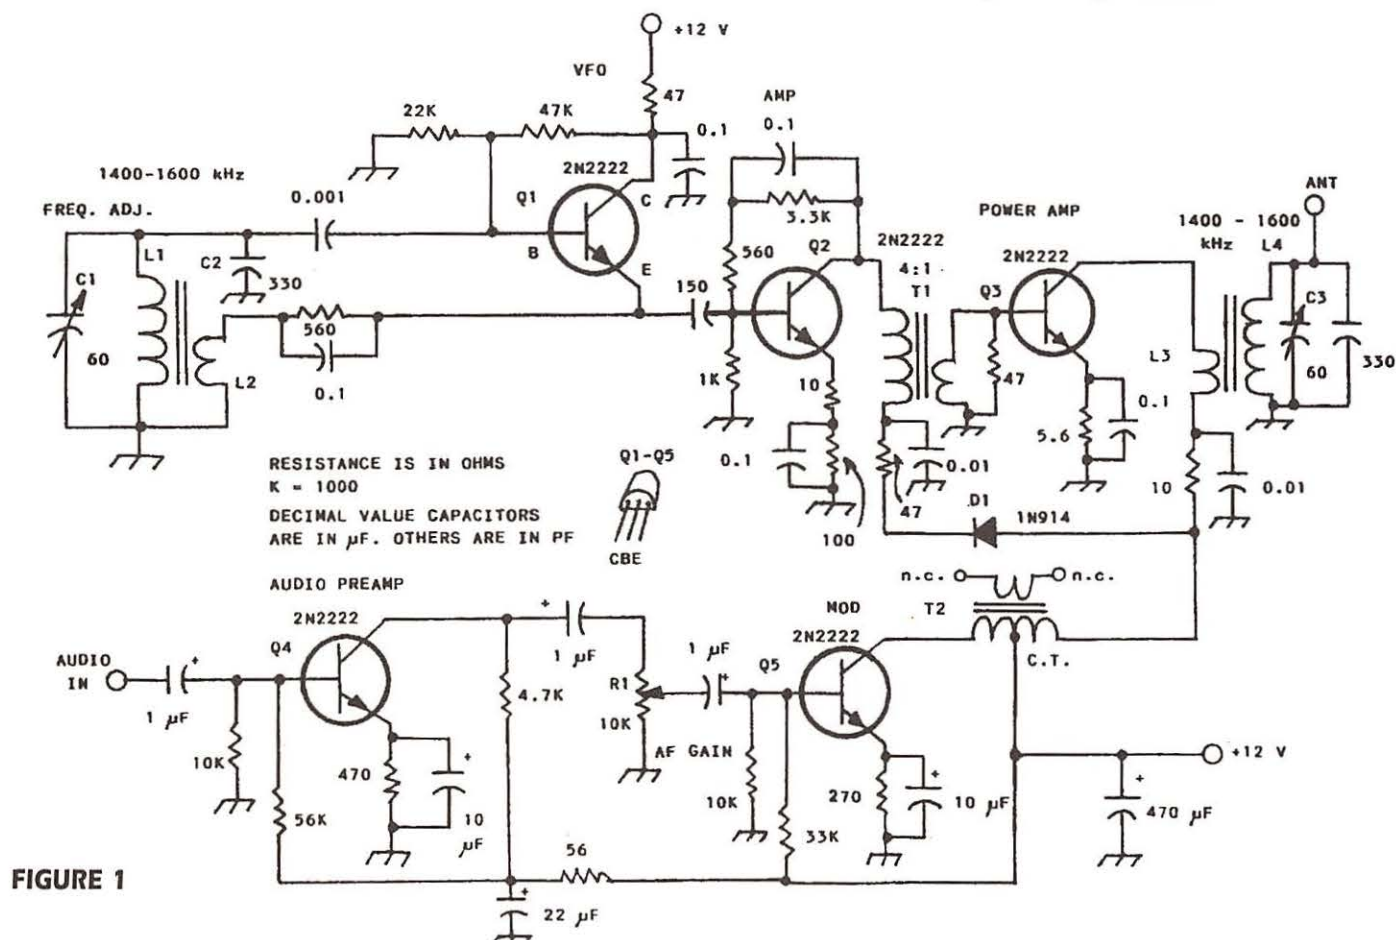 +12 V
VFO
47
AMP
22K
47K
0.1
0.1
1400-1600 kHz
2N2222
3.3K
ANT
FREQ. ADJ.
0.001
Q1
C
POWER AMP
1400 - 1600
kHz
L4
L1
C2
B
E
560
Q2
2N2222
4:1
T1
2N2222
C1
330
150
Q3
C3
560
60
L2
0.1
1K
10
47
L3
60
330
0.1
5.6
RESISTANCE IS IN OHMS
K = 1000
DECIMAL VALUE CAPACITORS
ARE IN µF. OTHERS ARE IN PF
Q1-Q5
CBE
0.1
100
0.01
47
D1
1N914
10
0.01
n.c.
n.c.
AUDIO PREAMP
2N2222
+
MOD
2N2222
T2
C.T.
AUDIO
IN
+
1 µF
Q4
1 µF
4.7K
R1
10K
AF GAIN
1 µF
+
Q5
+12 V
10K
56K
470
+
10
µF
10K
33K
270
+
10 µF
+
470 µF
56
+
22 µF
FIGURE 1